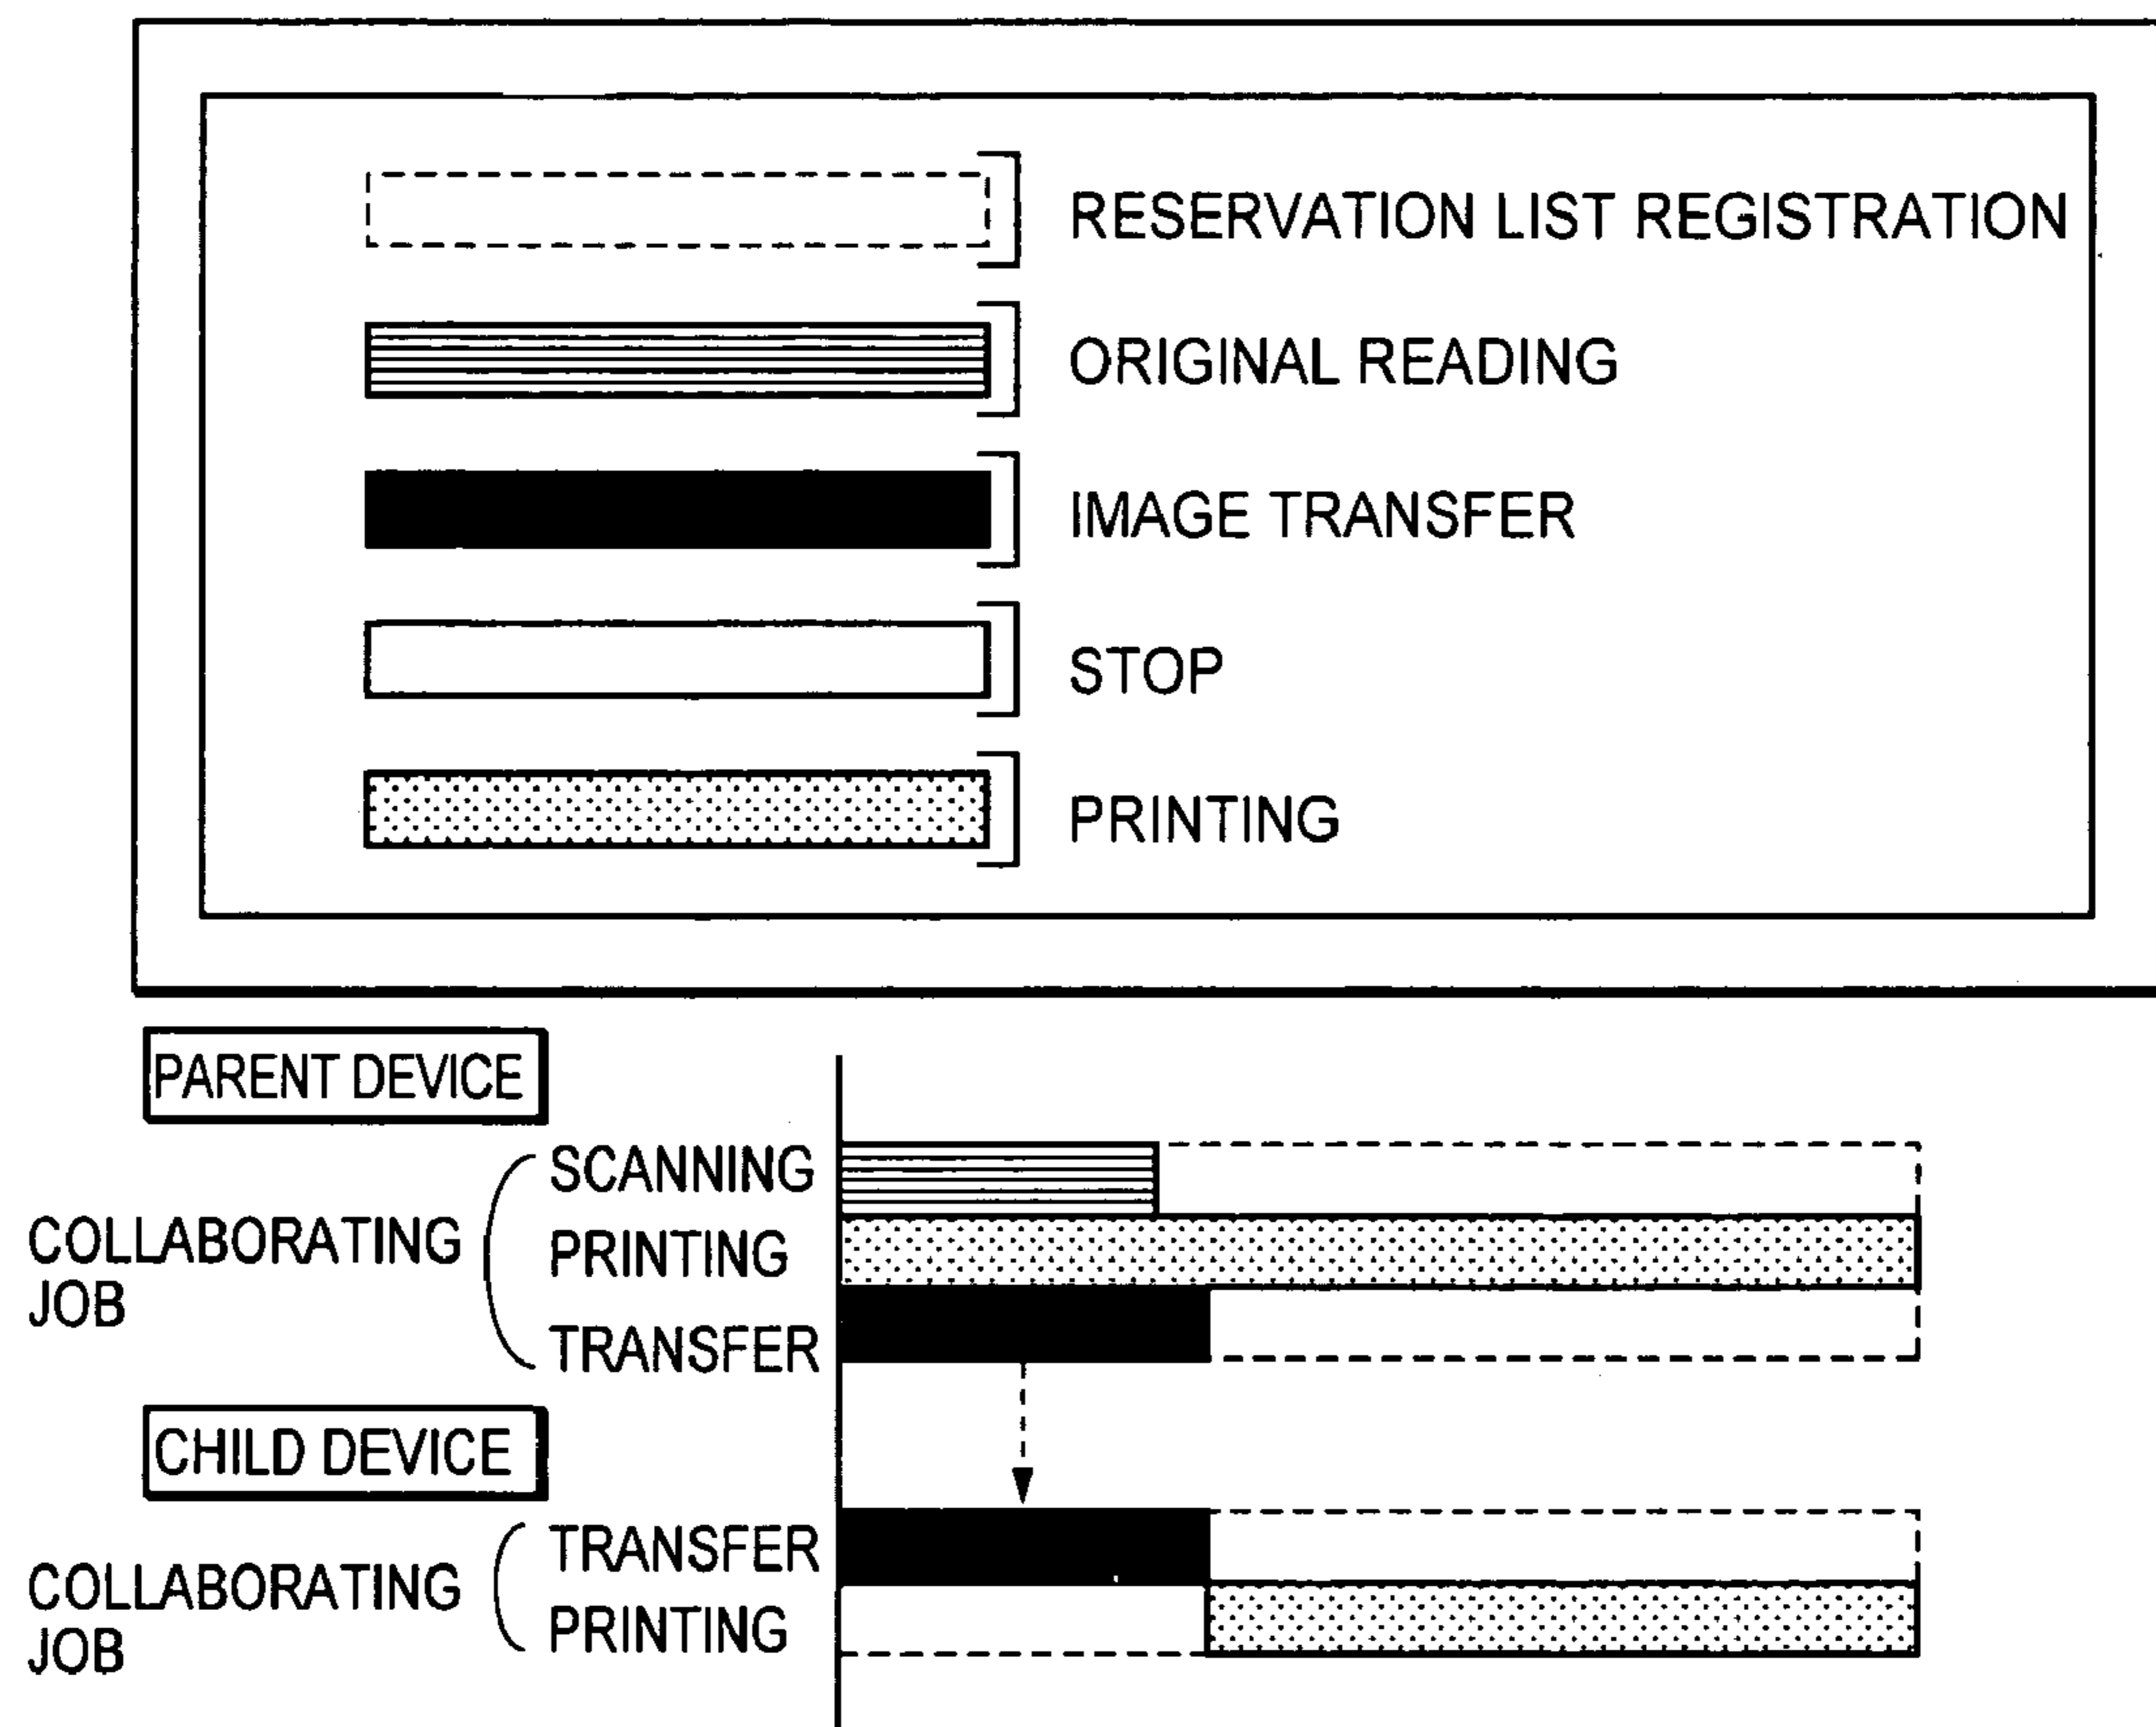 RESERVATION LIST REGISTRATION
ORIGINAL READING
IMAGE TRANSFER
STOP
PRINTING
PARENT DEVICE
COLLABORATING
JOB
SCANNING
PRINTING
TRANSFER
CHILD DEVICE
COLLABORATING
JOB
TRANSFER
PRINTING